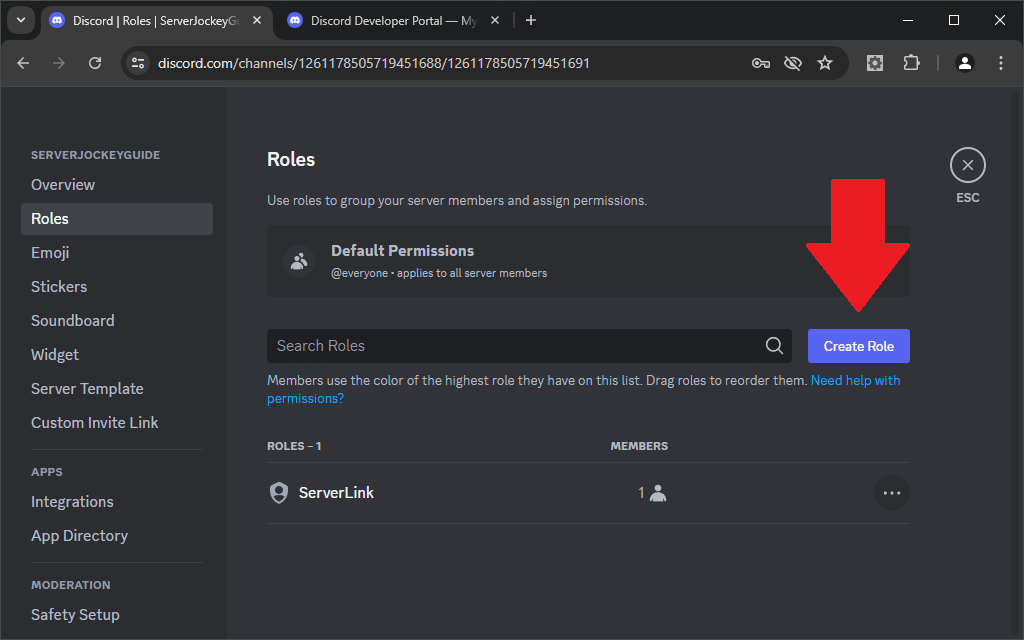 Discord | Roles | ServerJockeyGu
Discord Developer Portal — My
discord.com/channels/1261178505719451688/1261178505719451691
SERVERJOCKEYGUIDE
Overview
Roles
Emoji
Stickers
Soundboard
Widget
Server Template
Custom Invite Link
APPS
Integrations
App Directory
MODERATION
Safety Setup
Roles
Use roles to group your server members and assign permissions.
Default Permissions
@everyone • applies to all server members
Search Roles
Create Role
Members use the color of the highest role they have on this list. Drag roles to reorder them. Need help with
permissions?
ROLES – 1
MEMBERS
ServerLink
1
ESC